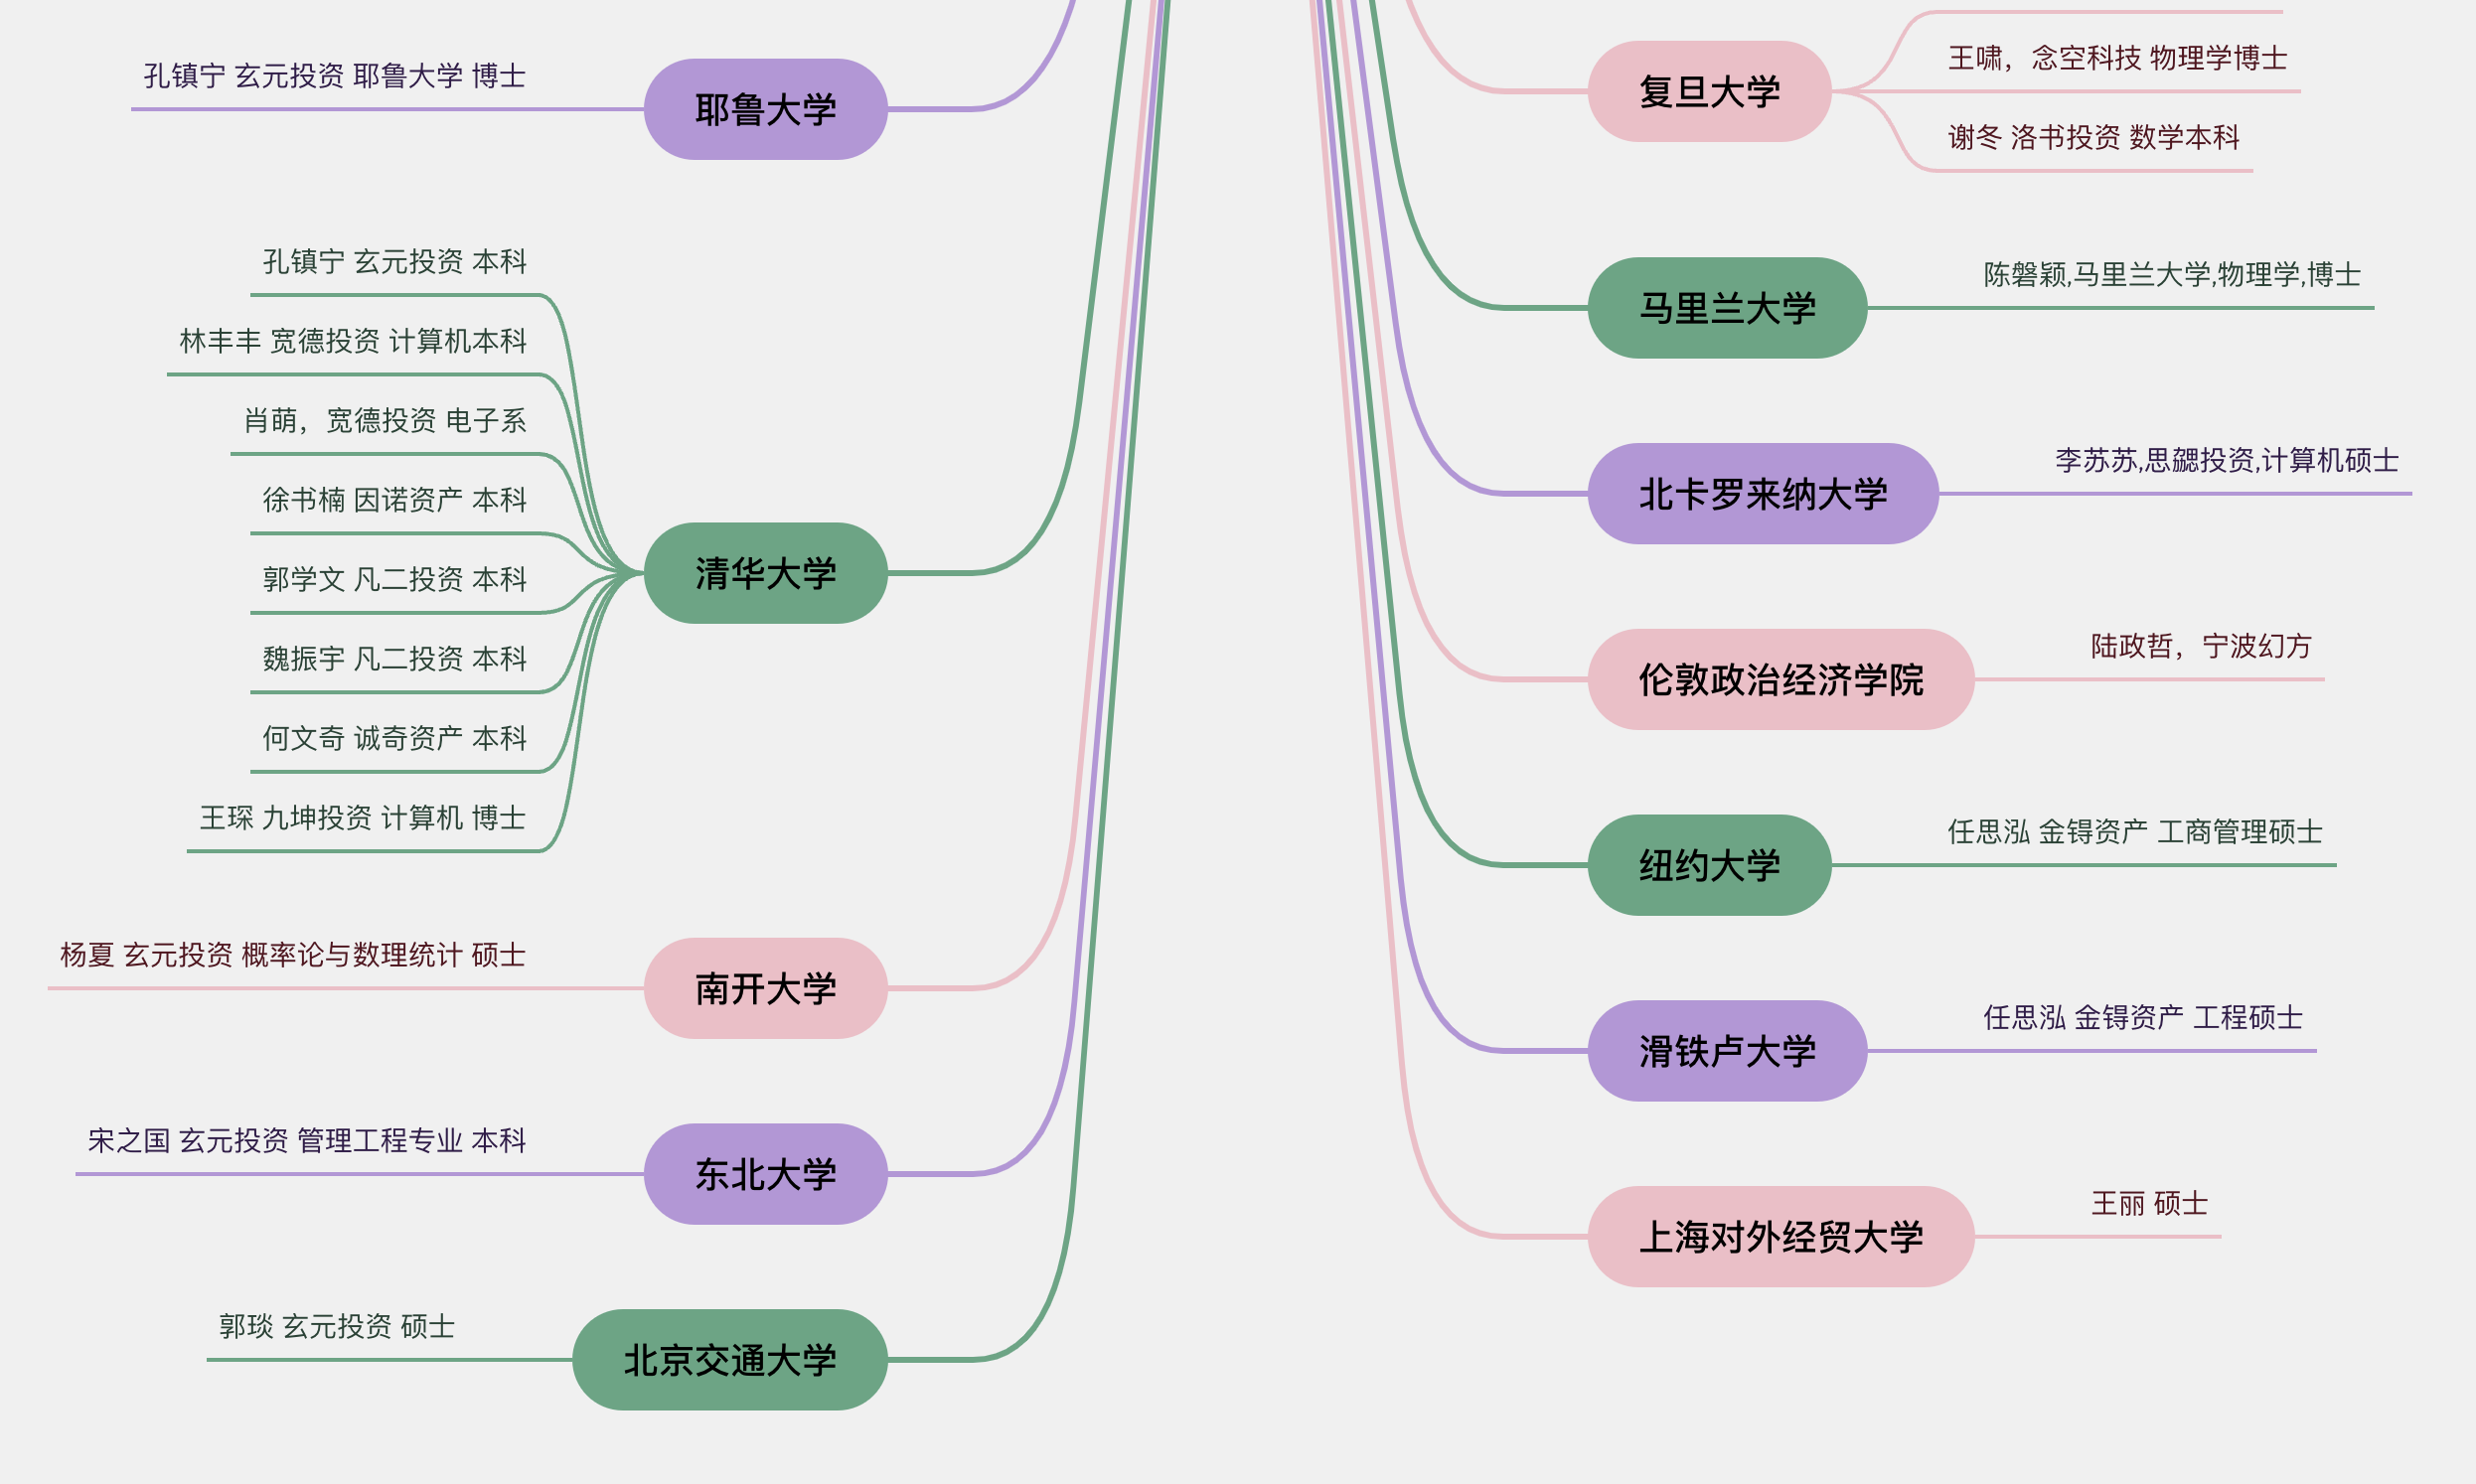 孔镇宁 玄元投资 耶鲁大学 博士
耶鲁大学
孔镇宁 玄元投资 本科
林丰丰 宽德投资 计算机本科
肖萌，宽德投资 电子系
徐书楠 因诺资产 本科
郭学文 凡二投资 本科
魏振宇 凡二投资 本科
何文奇 诚奇资产 本科
王琛 九坤投资 计算机 博士
清华大学
杨夏 玄元投资 概率论与数理统计 硕士
南开大学
宋之国 玄元投资 管理工程专业 本科
东北大学
郭琰 玄元投资 硕士
北京交通大学
复旦大学
王啸，念空科技 物理学博士
谢冬 洛书投资 数学本科
马里兰大学
陈磐颖,马里兰大学,物理学,博士
北卡罗来纳大学
李苏苏,思勰投资,计算机硕士
伦敦政治经济学院
陆政哲，宁波幻方
纽约大学
任思泓 金锝资产 工商管理硕士
滑铁卢大学
任思泓 金锝资产 工程硕士
上海对外经贸大学
王丽 硕士